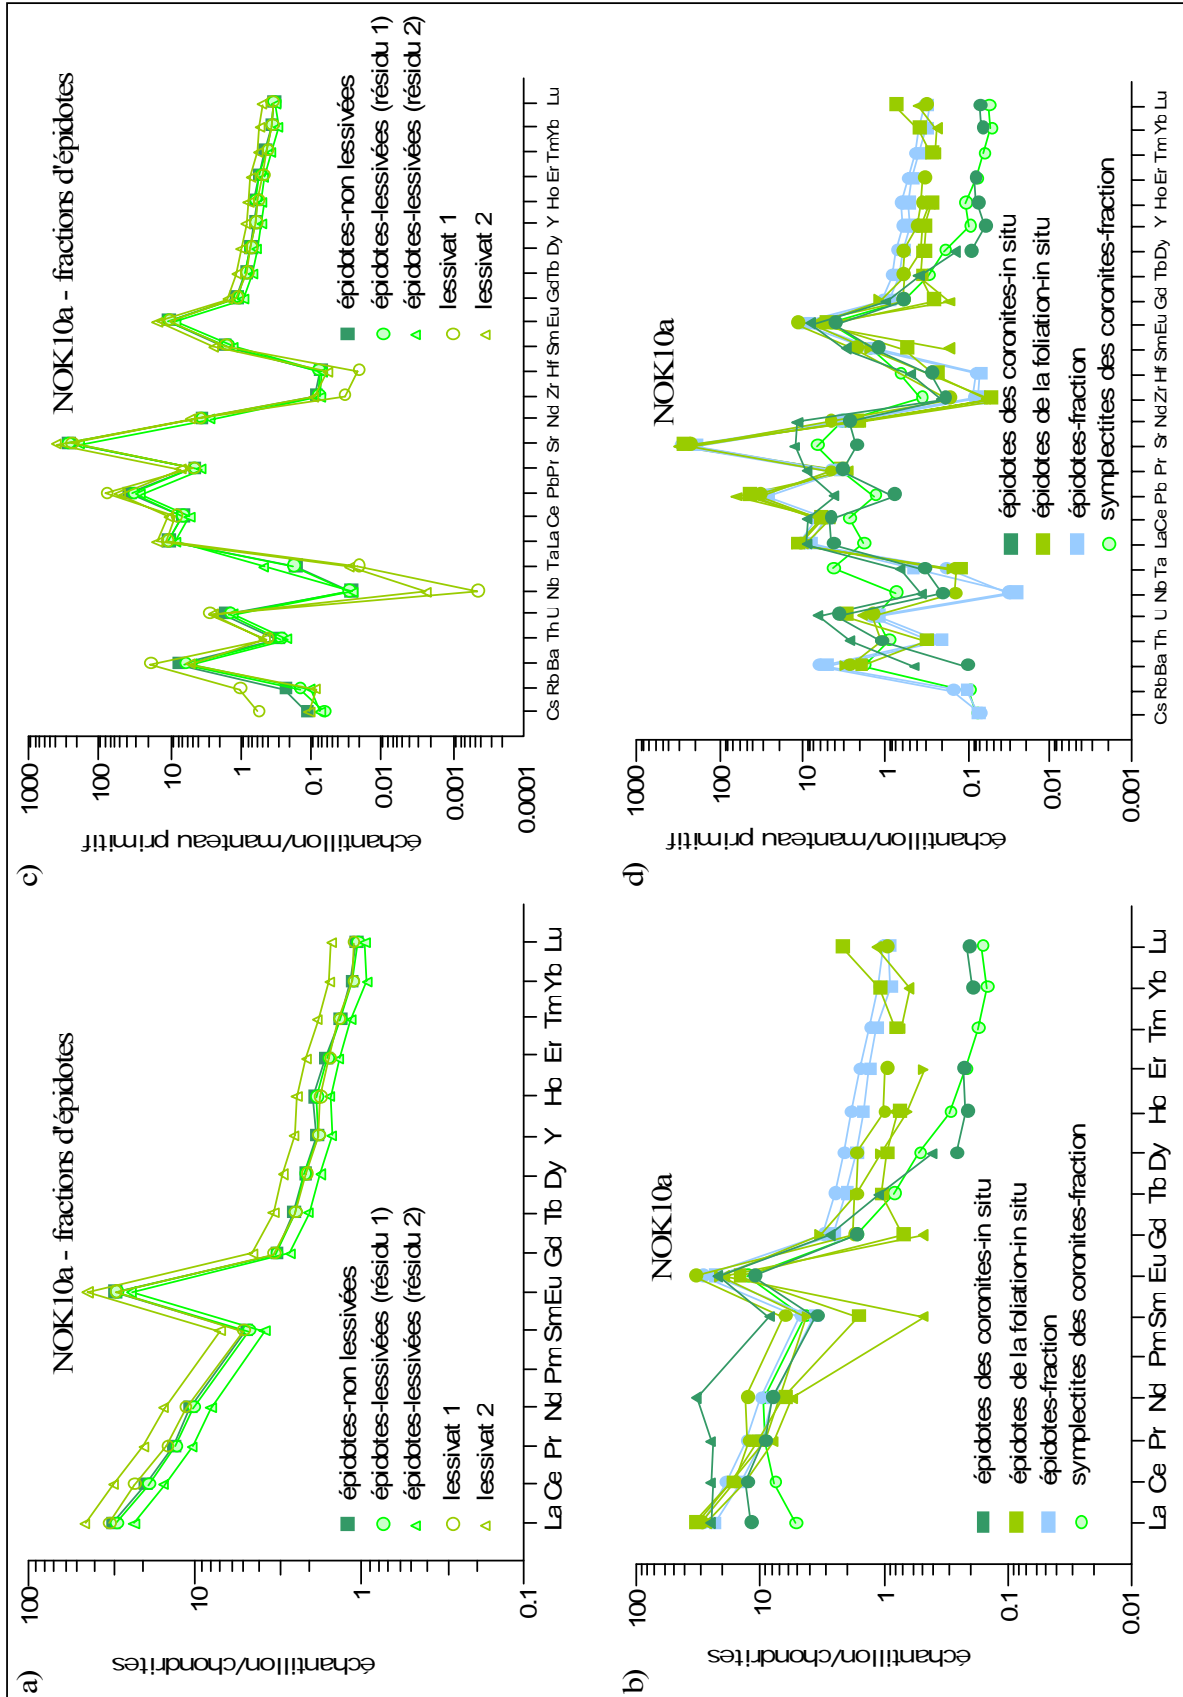 a)
NOK10a - fractions d'épidotes
échantillon/chondrites
100
10
1
0.1
épidotes-non lessivées
épidotes-lessivées (résidu 1)
épidotes-lessivées (résidu 2)
lessivat 1
lessivat 2
La Ce Pr Nd Pm Sm Eu Gd Tb Dy Y Ho Er Tm Yb Lu
c)
NOK10a - fractions d'épidotes
échantillon/manteau primitif
1000
100
10
1
0.1
0.01
0.001
0.0001
épidotes-non lessivées
épidotes-lessivées (résidu 1)
épidotes-lessivées (résidu 2)
lessivat 1
lessivat 2
Cs Rb Ba Th U Nb Ta La Ce Pb Pr Sr Nd Zr Hf Sm Eu Gd Tb Dy Y Ho Er Tm Yb Lu
b)
NOK10a
échantillon/chondrites
100
10
1
0.1
0.01
épidotes des coronites-in situ
épidotes de la foliation-in situ
épidotes-fraction
symplectites des coronites-fraction
La Ce Pr Nd Pm Sm Eu Gd Tb Dy Ho Er Tm Yb Lu
d)
NOK10a
échantillon/manteau primitif
1000
100
10
1
0.1
0.01
0.001
épidotes des coronites-in situ
épidotes de la foliation-in situ
épidotes-fraction
symplectites des coronites-fraction
Cs Rb Ba Th U Nb Ta La Ce Pb Pr Sr Nd Zr Hf Sm Eu Gd Tb Dy Y Ho Er Tm Yb Lu